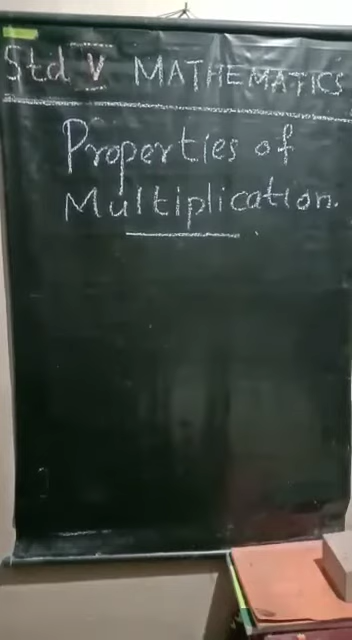 Std V MATHEMATICS
Properties of
Multiplication.